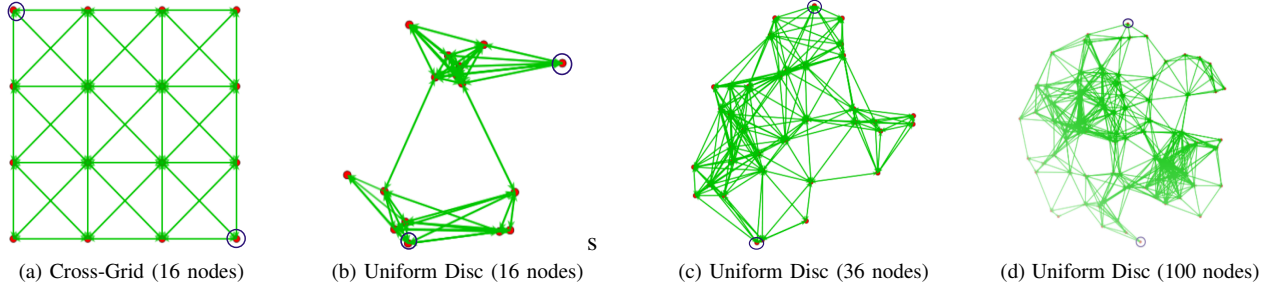 s
(a) Cross-Grid (16 nodes)
(b) Uniform Disc (16 nodes)
(c) Uniform Disc (36 nodes)
(d) Uniform Disc (100 nodes)